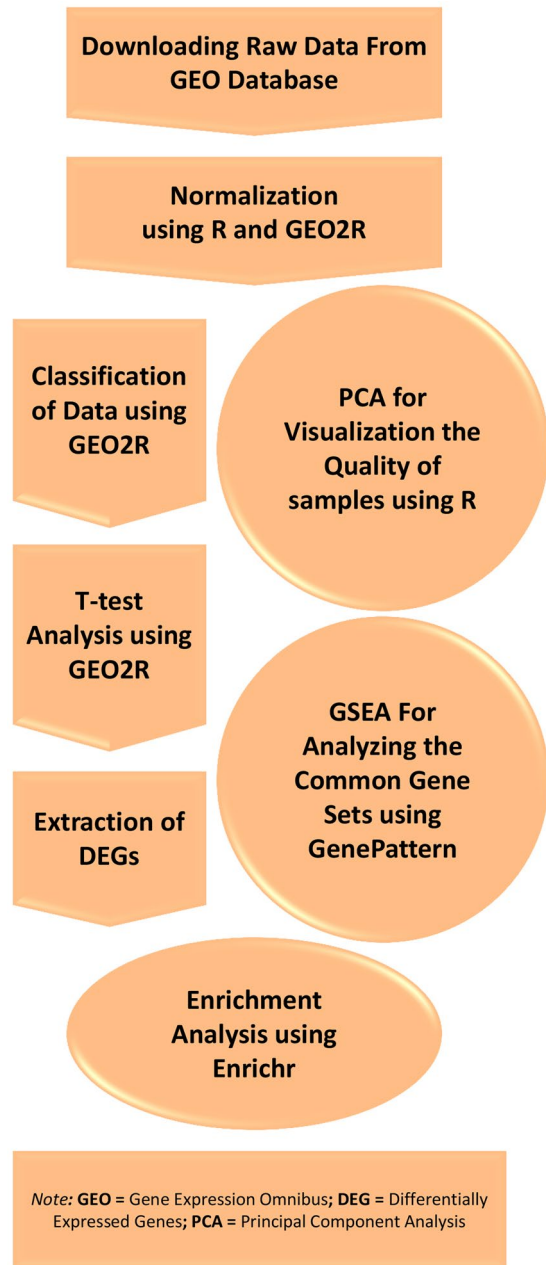 Downloading Raw Data From
GEO Database
Normalization
using R and GEO2R
Classification
of Data using
GEO2R
PCA for
Visualization the
Quality of
samples using R
T-test
Analysis using
GEO2R
GSEA For
Analyzing the
Common Gene
Sets using
GenePattern
Extraction of
DEGs
Enrichment
Analysis using
Enrichr
Note: GEO = Gene Expression Omnibus; DEG = Differentially
Expressed Genes; PCA = Principal Component Analysis